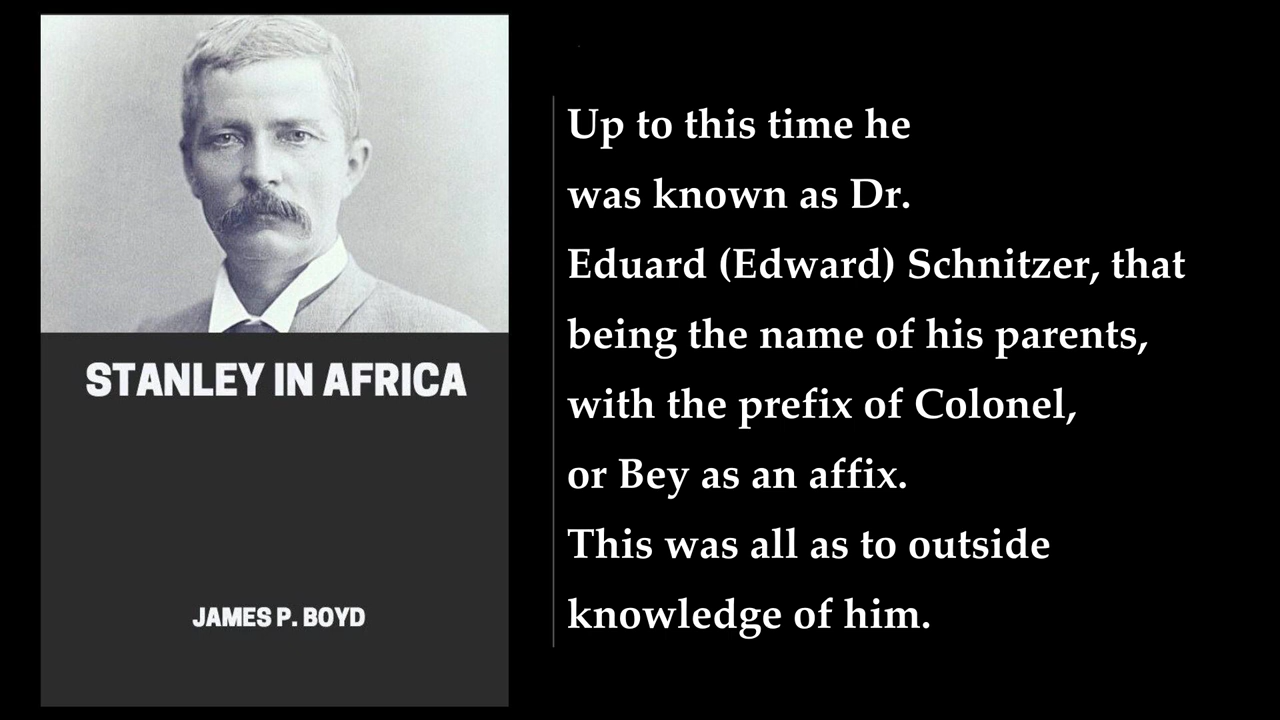 STANLEY IN AFRICA
JAMES P. BOYD
Up to this time he
was known as Dr.
Eduard (Edward) Schnitzer, that
being the name of his parents,
with the prefix of Colonel,
or Bey as an affix.
This was all as to outside
knowledge of him.